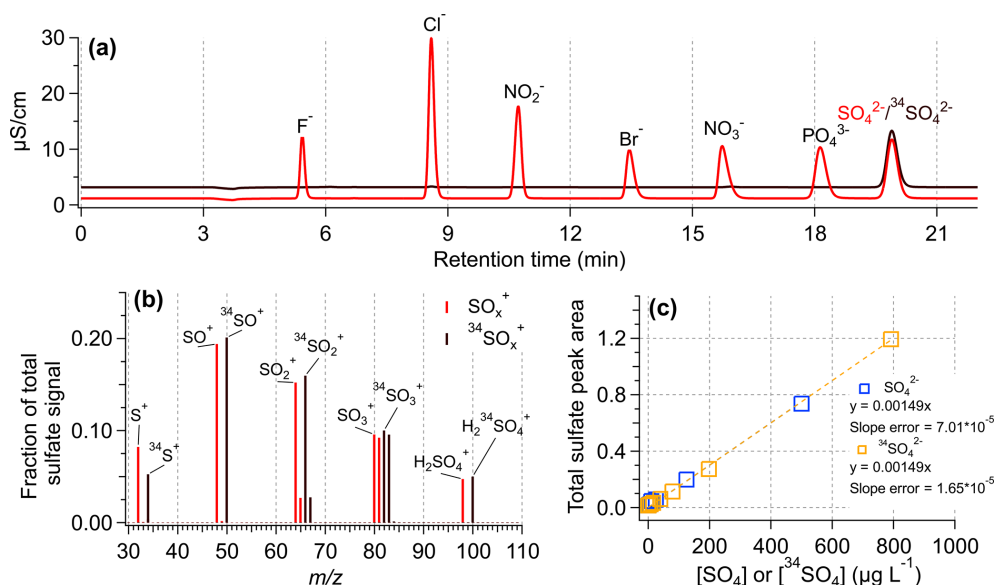 (a)
30
20
10
0
µS/cm
F⁻
Cl⁻
NO₂⁻
Br⁻
NO₃⁻
PO₄³⁻
SO₄²⁻/³⁴SO₄²⁻
0 3 6 9 12 15 18 21
Retention time (min)
(b)
0.20
0.10
0.00
Fraction of total
sulfate signal
S⁺
³⁴S⁺
SO⁺
³⁴SO⁺
SO₂⁺
³⁴SO₂⁺
SO₃⁺
³⁴SO₃⁺
H₂SO₄⁺
H₂³⁴SO₄⁺
SOₓ⁺
³⁴SOₓ⁺
30 40 50 60 70 80 90 100 110
m/z
(c)
1.2
0.8
0.4
0.0
Total sulfate peak area
SO₄²⁻
y = 0.00149x
Slope error = 7.01*10⁻⁵
³⁴SO₄²⁻
y = 0.00149x
Slope error = 1.65*10⁻⁵
0 200 400 600 800 1000
[SO₄] or [³⁴SO₄] (µg L⁻¹)